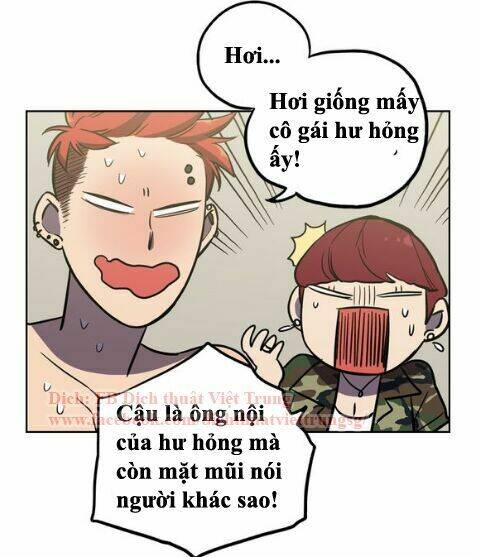 Hơi...
Hơi giống mấy
cô gái hư hỏng
ấy!
Dịch: FB Dịch thuật Việt Trung
Cậu là ông nội
của hư hỏng mà
còn mặt mũi nói
người khác sao!